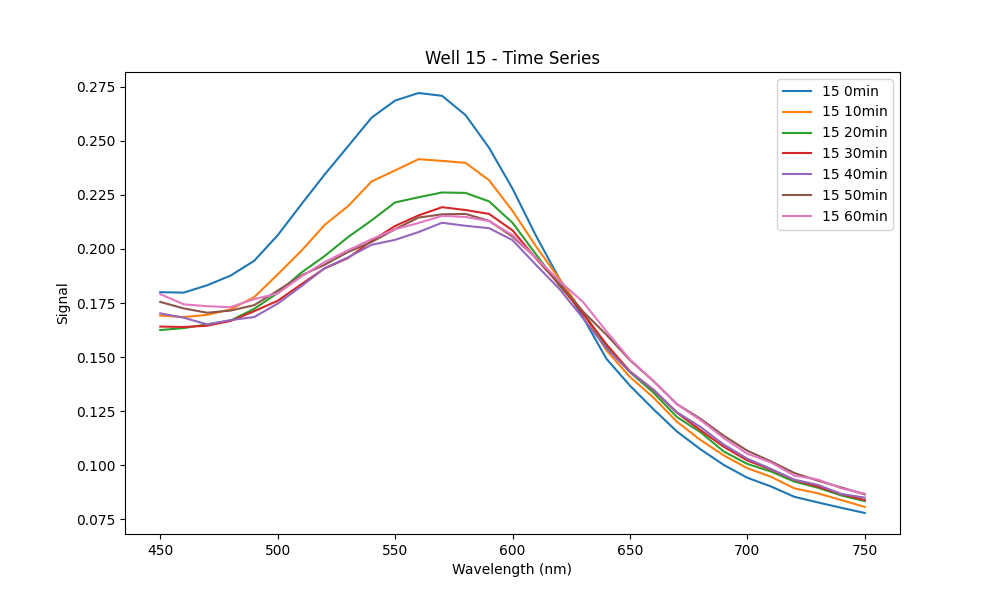 Well 15 - Time Series
Signal
0.275
0.250
0.225
0.200
0.175
0.150
0.125
0.100
0.075
15 0min
15 10min
15 20min
15 30min
15 40min
15 50min
15 60min
450 500 550 600 650 700 750
Wavelength (nm)